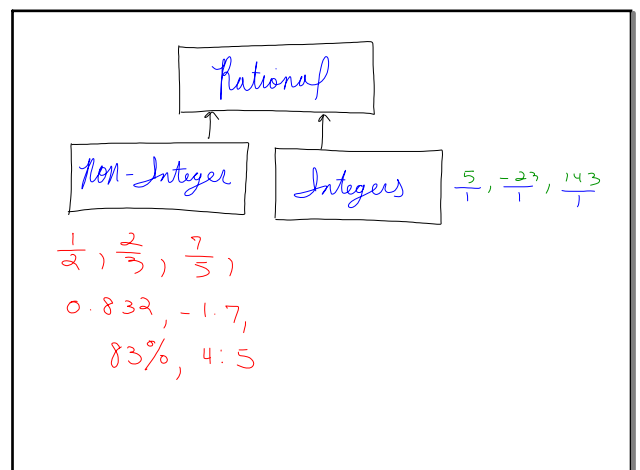 Rational
Non-Integer
Integers
5/1, -23/1, 143/1
1/2, 2/3, 7/5,
0.832, -1.7,
83%, 4:5